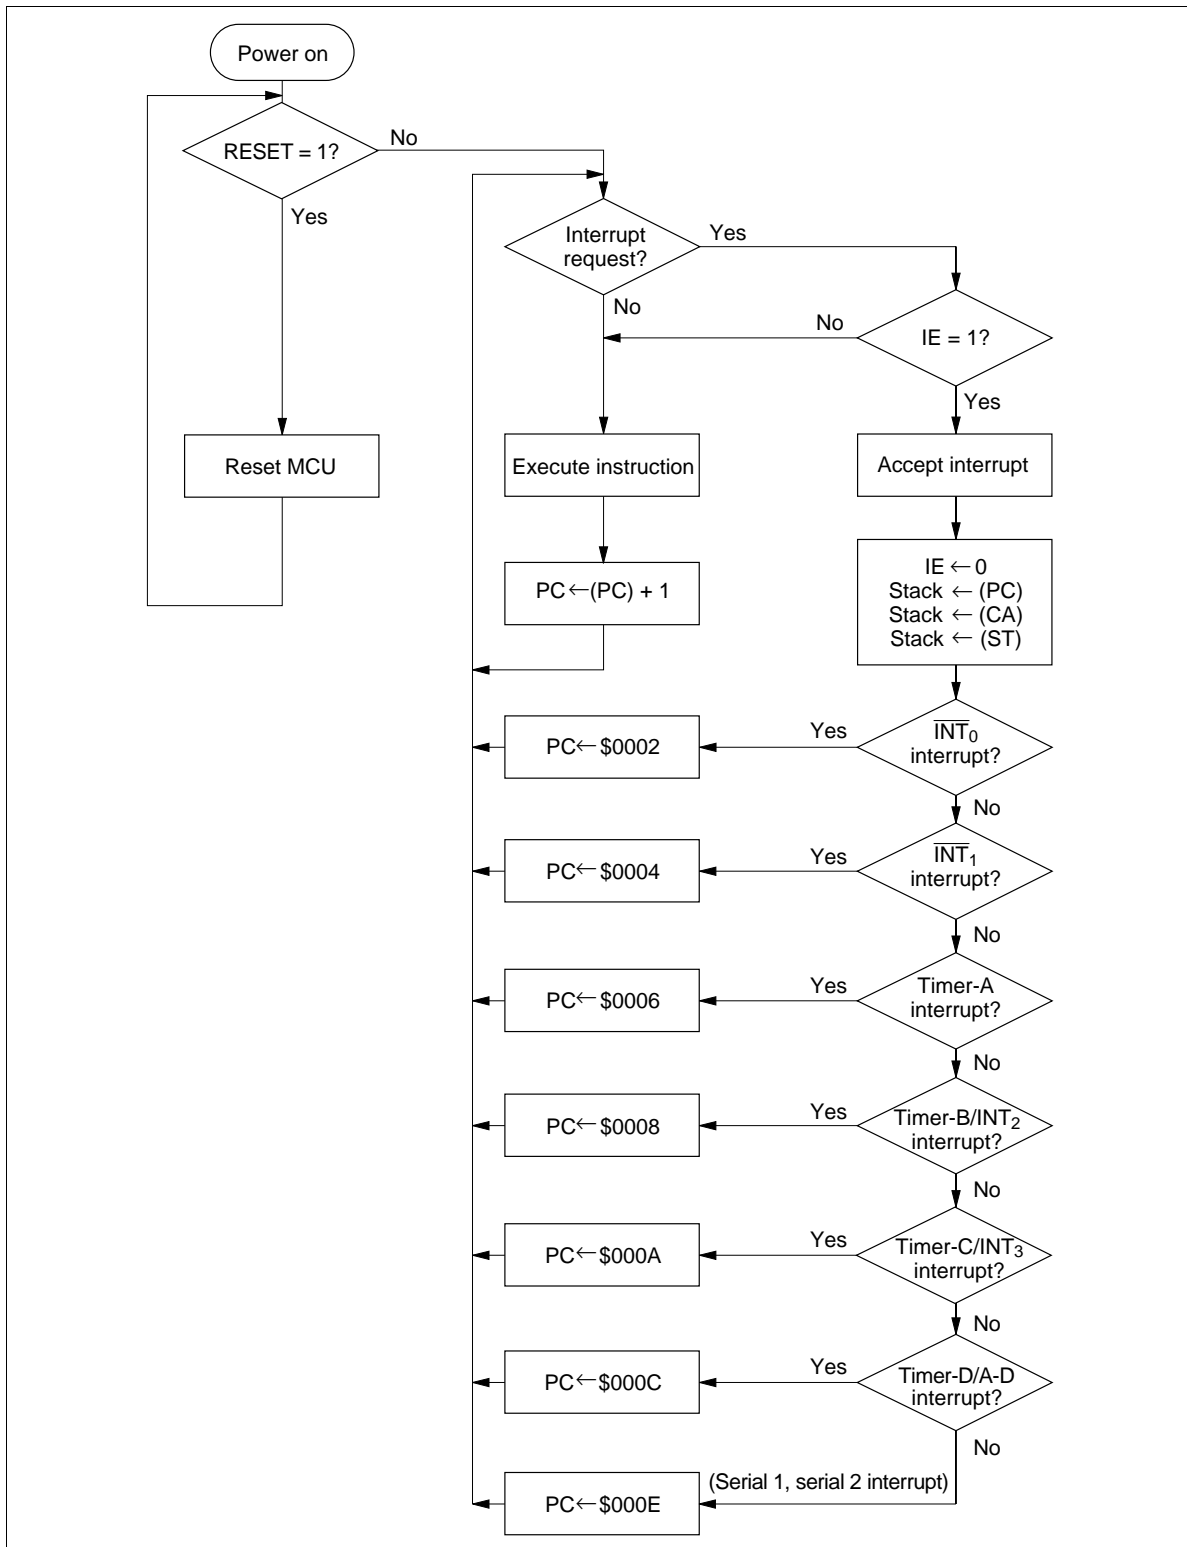 Power on
RESET = 1?
No
Yes
Interrupt
request?
Yes
No
No
IE = 1?
Yes
Reset MCU
Execute instruction
Accept interrupt
PC←(PC) + 1
IE ← 0
Stack ← (PC)
Stack ← (CA)
Stack ← (ST)
PC← $0002
Yes
I̅N̅T̅₀
interrupt?
No
PC← $0004
Yes
I̅N̅T̅₁
interrupt?
No
PC← $0006
Yes
Timer-A
interrupt?
No
PC← $0008
Yes
Timer-B/INT₂
interrupt?
No
PC← $000A
Yes
Timer-C/INT₃
interrupt?
No
PC← $000C
Yes
Timer-D/A-D
interrupt?
No
PC← $000E
(Serial 1, serial 2 interrupt)